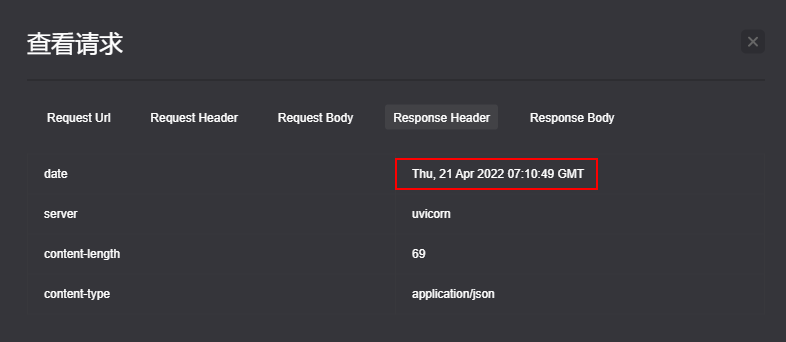 查看请求
Request Url Request Header Request Body Response Header Response Body
date Thu, 21 Apr 2022 07:10:49 GMT
server uvicorn
content-length 69
content-type application/json